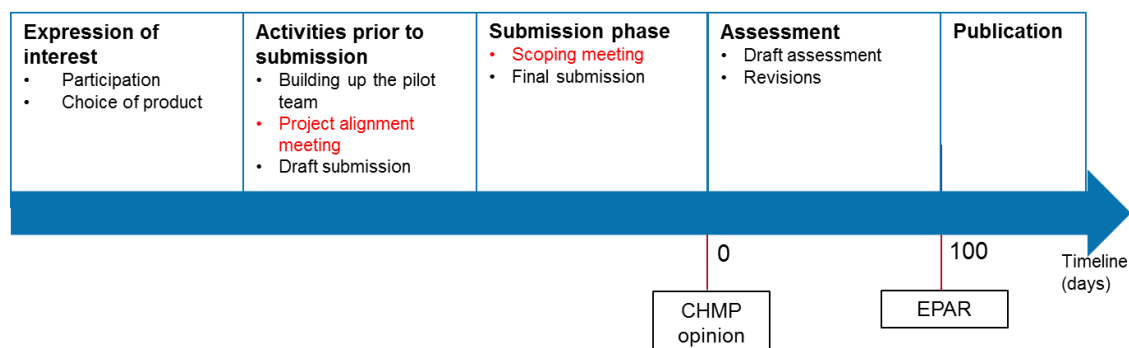 Expression of
interest
• Participation
• Choice of product
Activities prior to
submission
• Building up the pilot
team
• Project alignment
meeting
• Draft submission
Submission phase
• Scoping meeting
• Final submission
Assessment
• Draft assessment
• Revisions
Publication
0
100
Timeline
(days)
CHMP
opinion
EPAR